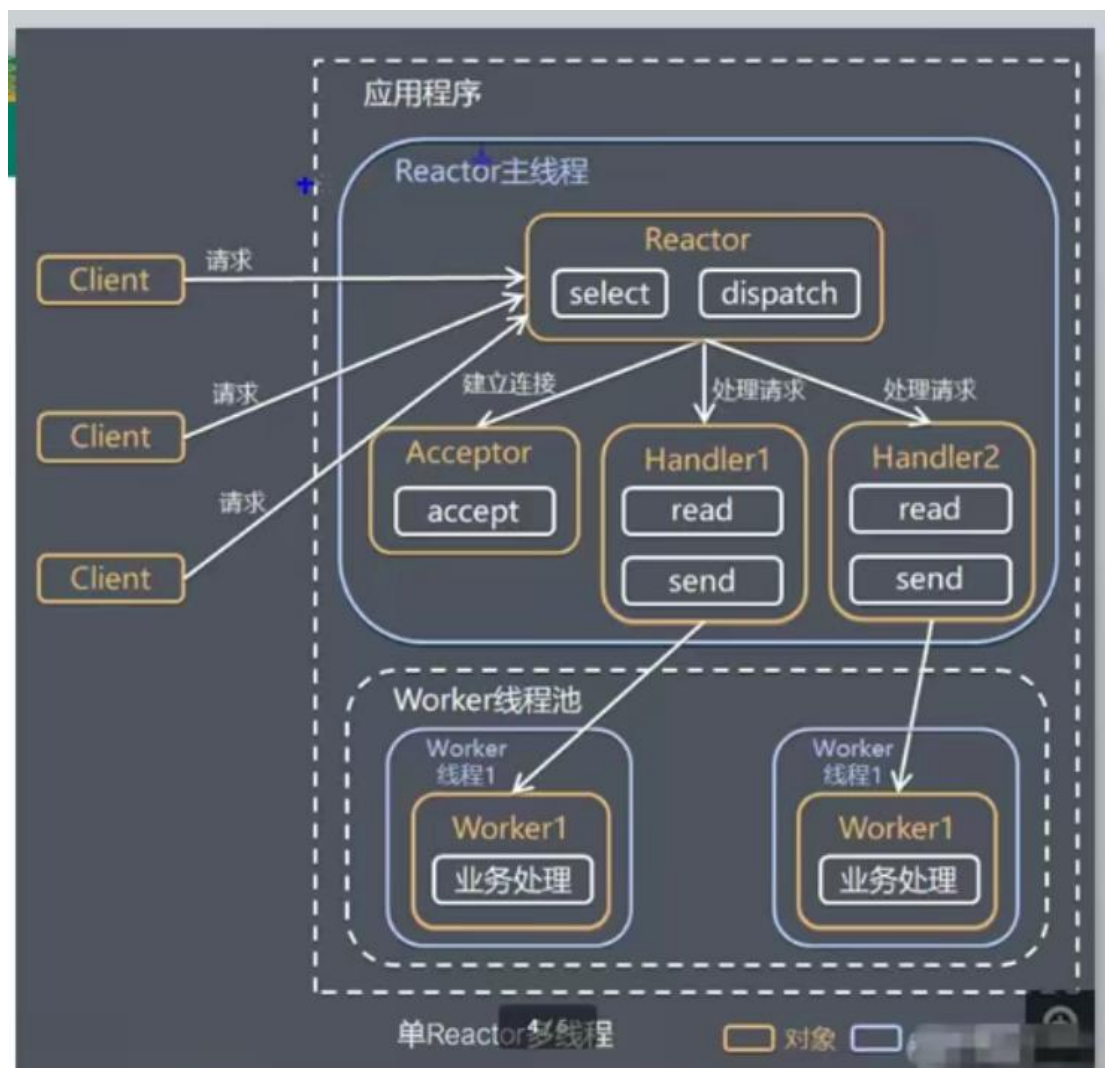 应用程序
Reactor主线程
Reactor
select
dispatch
Client
请求
Client
请求
Client
请求
建立连接
处理请求
处理请求
Acceptor
accept
Handler1
read
send
Handler2
read
send
Worker线程池
Worker
线程1
Worker1
业务处理
Worker
线程1
Worker1
业务处理
单Reactor多线程
4/6
对象